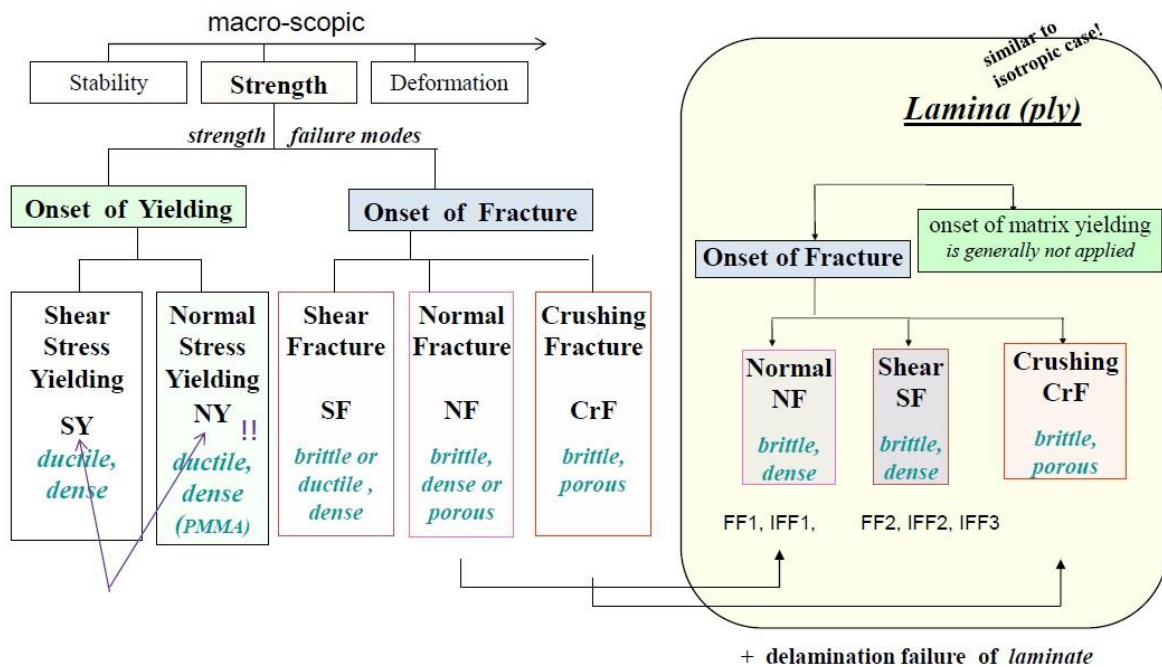 macro-scopic
Stability
Strength
Deformation
strength failure modes
Onset of Yielding
Onset of Fracture
Shear
Stress
Yielding
SY
ductile,
dense
Normal
Stress
Yielding
NY !!
ductile,
dense
(PMMA)
Shear
Fracture
SF
brittle or
ductile ,
dense
Normal
Fracture
NF
brittle,
dense or
porous
Crushing
Fracture
CrF
brittle,
porous
similar to
isotropic case!
Lamina (ply)
onset of matrix yielding
is generally not applied
Onset of Fracture
Normal
NF
brittle,
dense
Shear
SF
brittle,
dense
Crushing
CrF
brittle,
porous
FF1, IFF1,
FF2, IFF2, IFF3
+ delamination failure of laminate